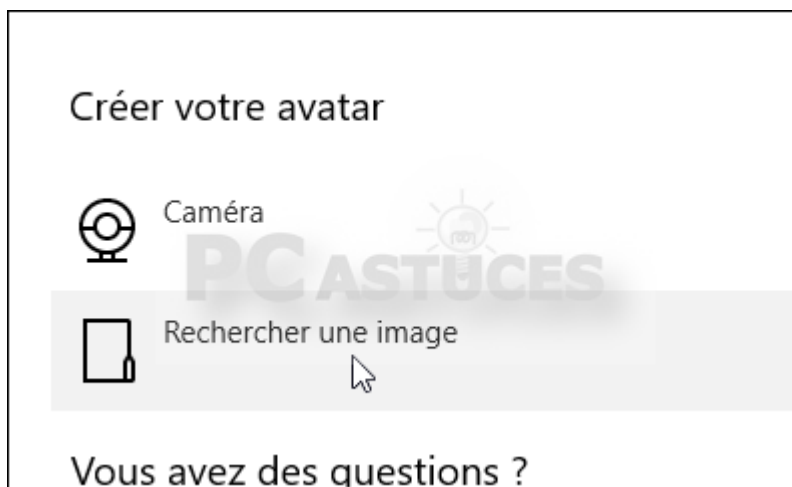 Créer votre avatar
Caméra
PC ASTUCES
Rechercher une image
Vous avez des questions ?